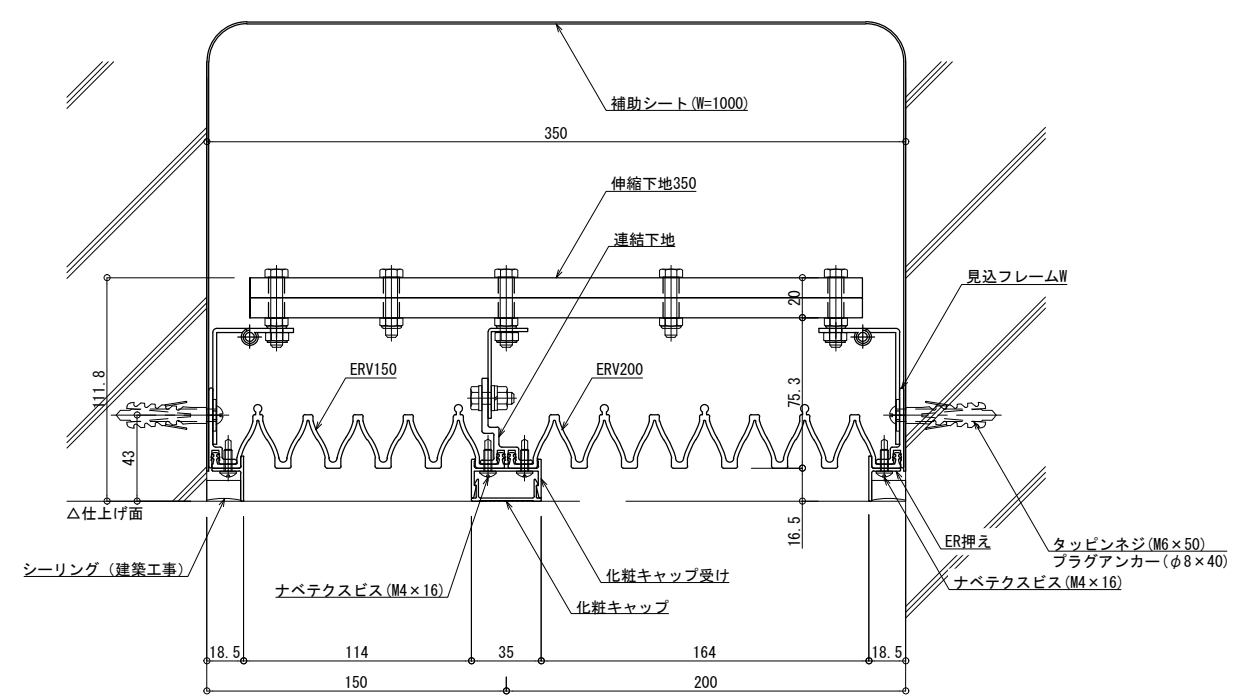 補助シート(W=1000)
350
伸縮下地350
連結下地
見込フレームW
20
111.8
ERV150
ERV200
75.3
43
△仕上げ面
16.5
ER押え
タッピンネジ(M6×50)
プラグアンカー(φ8×40)
シーリング（建築工事）
化粧キャップ受け
ナベテクスビス(M4×16)
ナベテクスビス(M4×16)
化粧キャップ
18.5
114
35
164
18.5
150
200